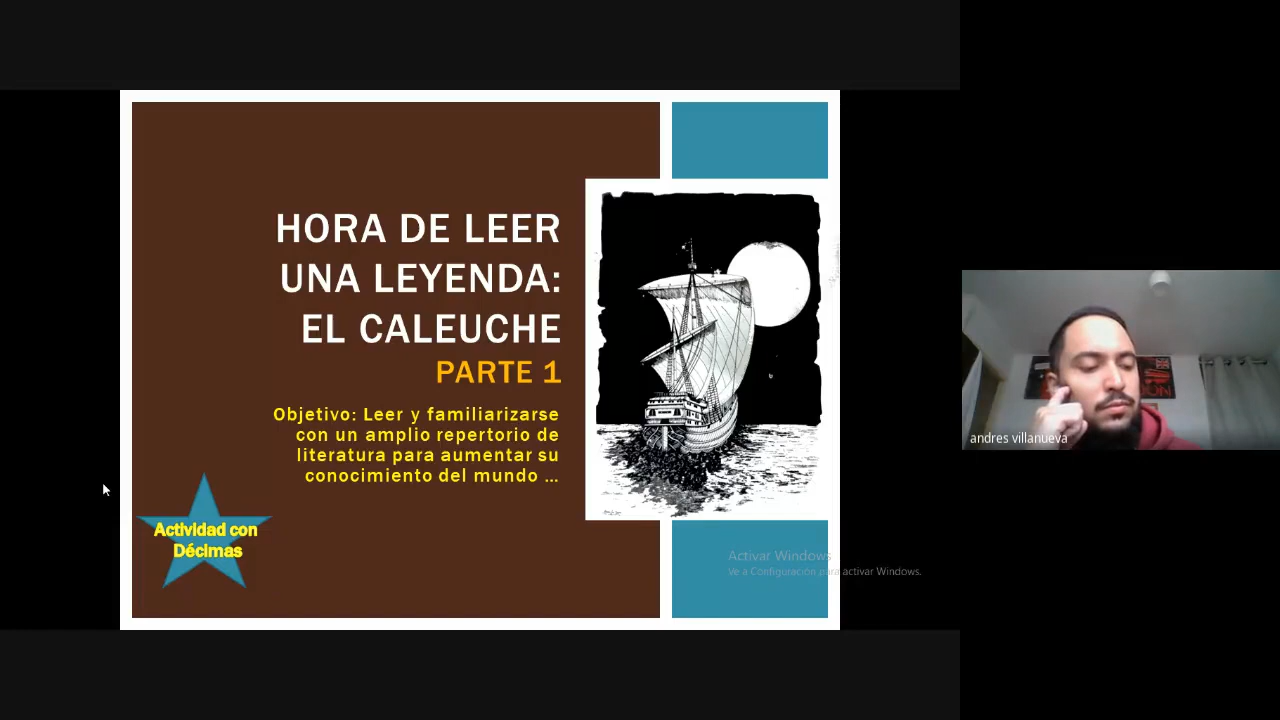 HORA DE LEER
UNA LEYENDA:
EL CALEUCHE
PARTE 1
Objetivo: Leer y familiarizarse
con un amplio repertorio de
literatura para aumentar su
conocimiento del mundo ...
Actividad con
Décimas
Activar Windows
Ve a Configuración para activar Windows.
andres villanueva